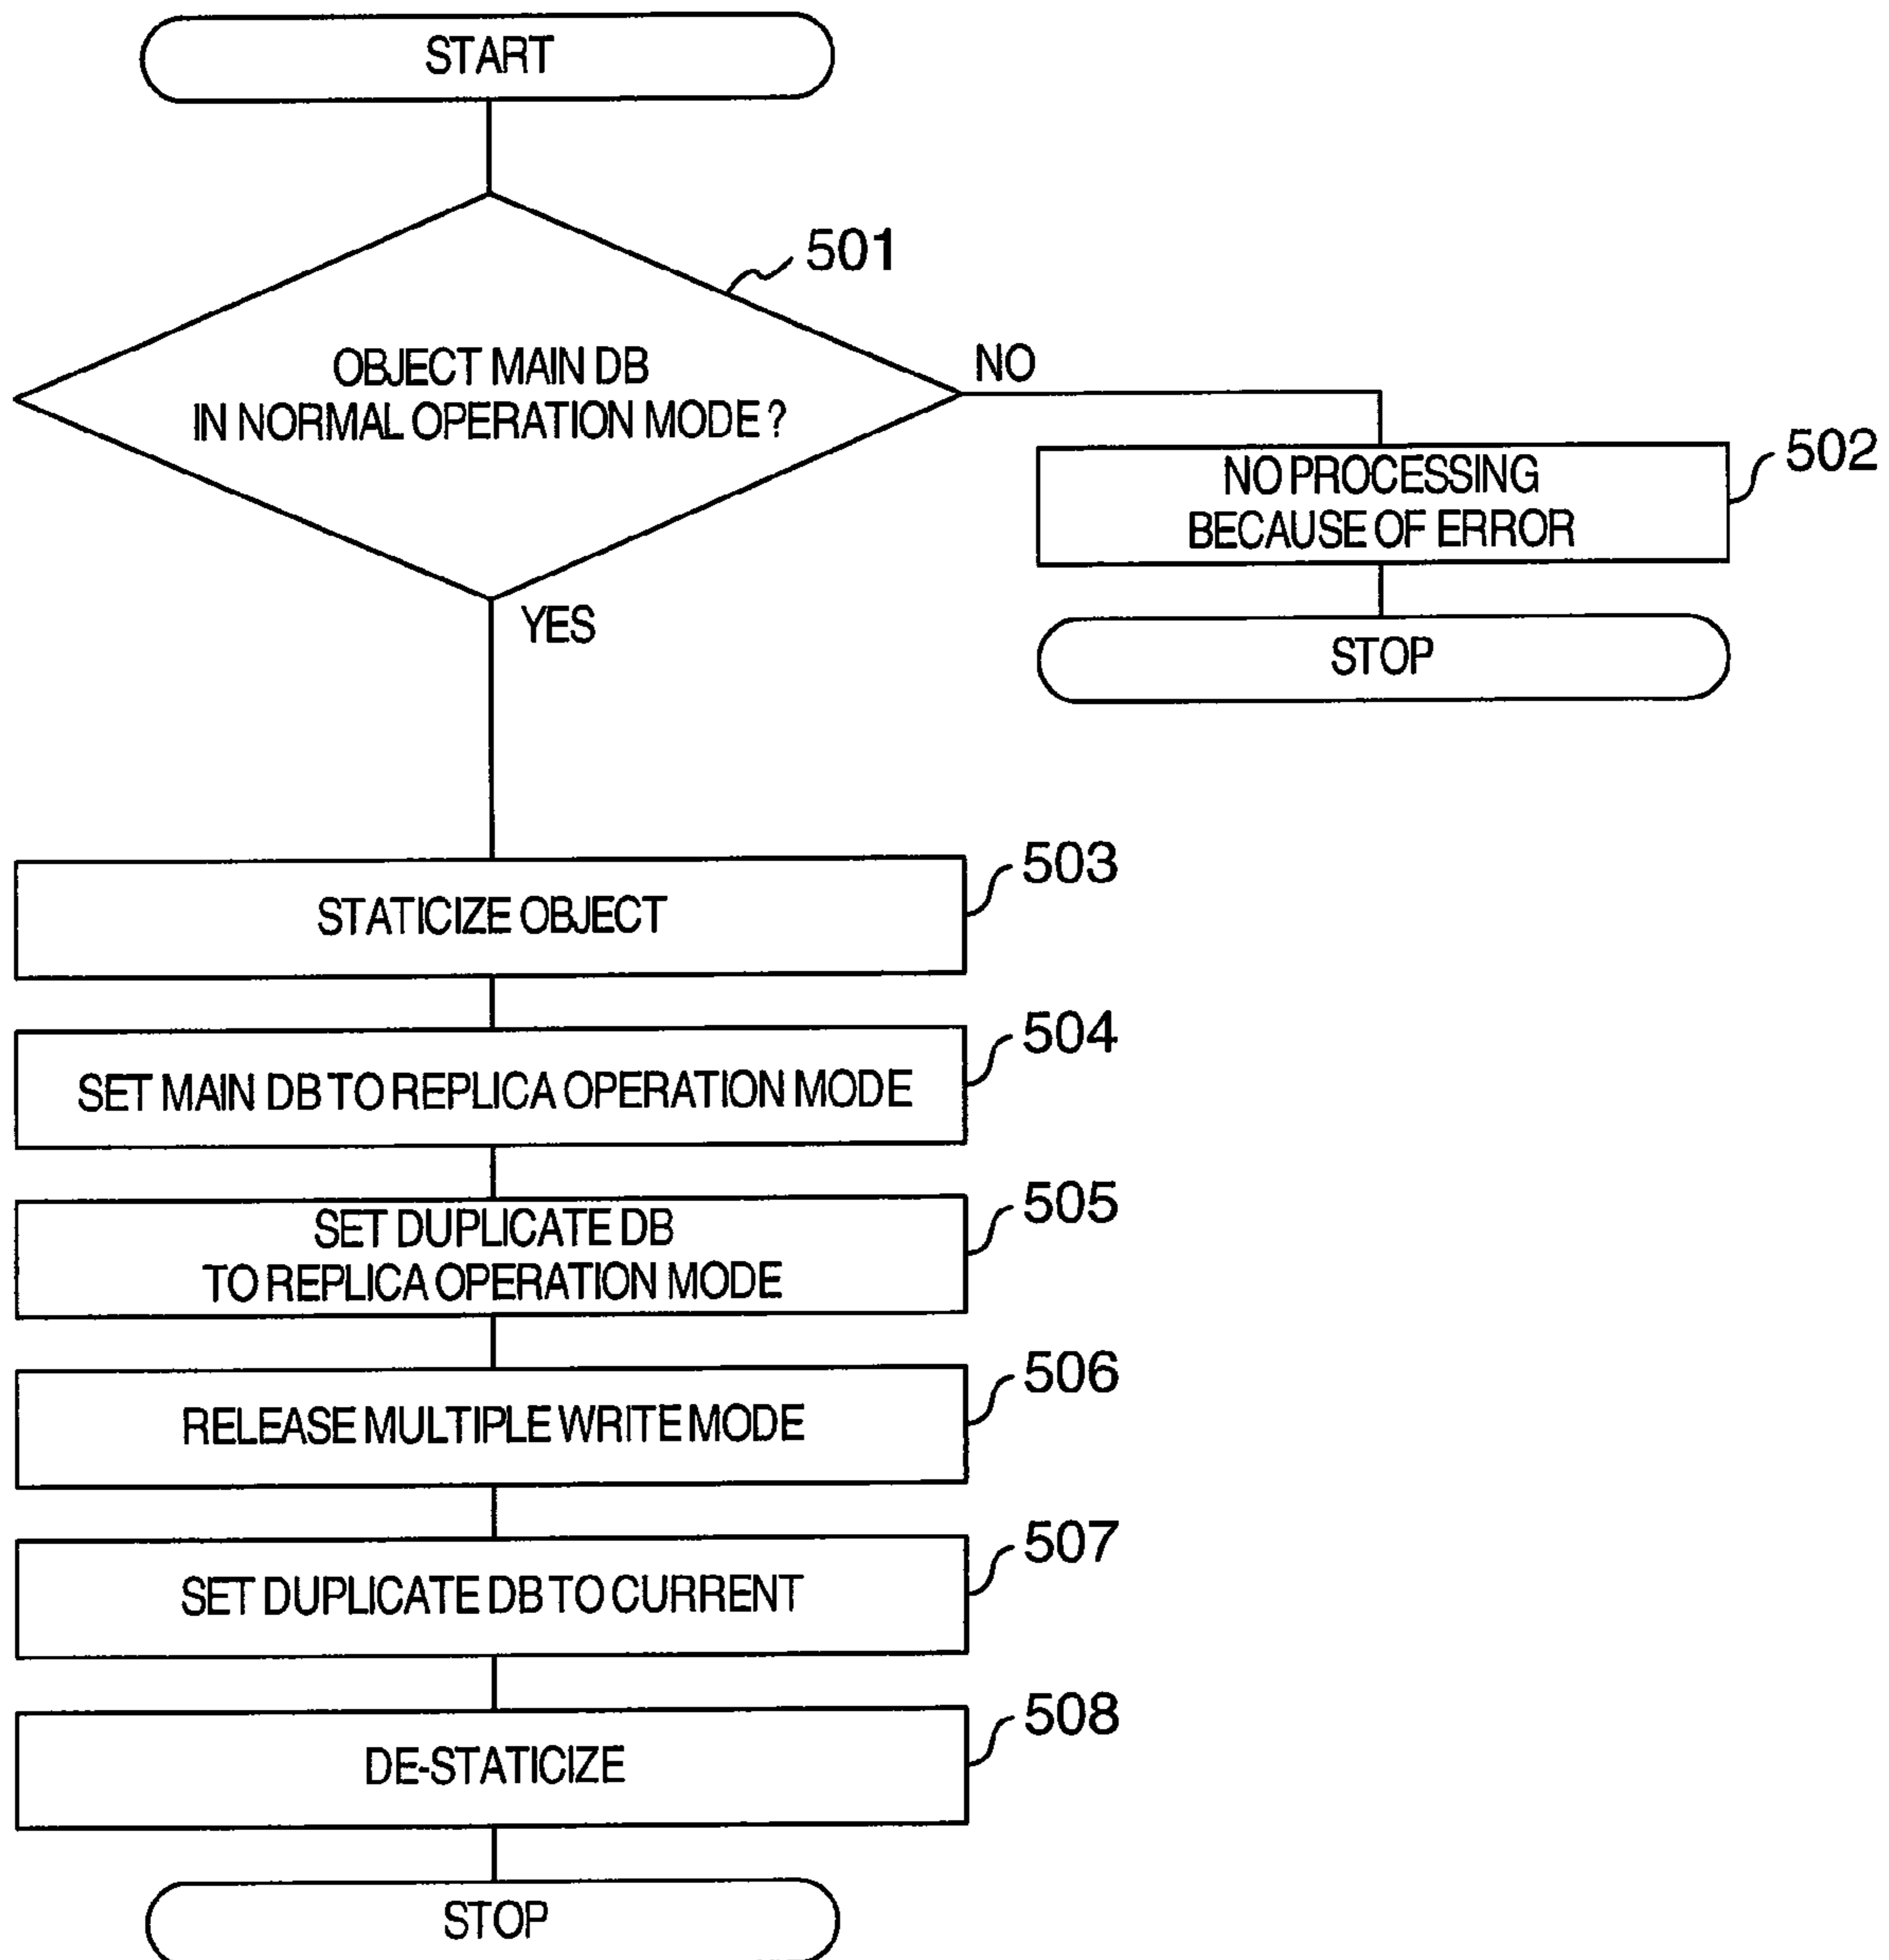 START
501
OBJECT MAIN DB
IN NORMAL OPERATION MODE?
NO
502
NO PROCESSING
BECAUSE OF ERROR
YES
STOP
503
STATICIZE OBJECT
504
SET MAIN DB TO REPLICA OPERATION MODE
505
SET DUPLICATE DB
TO REPLICA OPERATION MODE
506
RELEASE MULTIPLE WRITE MODE
507
SET DUPLICATE DB TO CURRENT
508
DE-STATICIZE
STOP